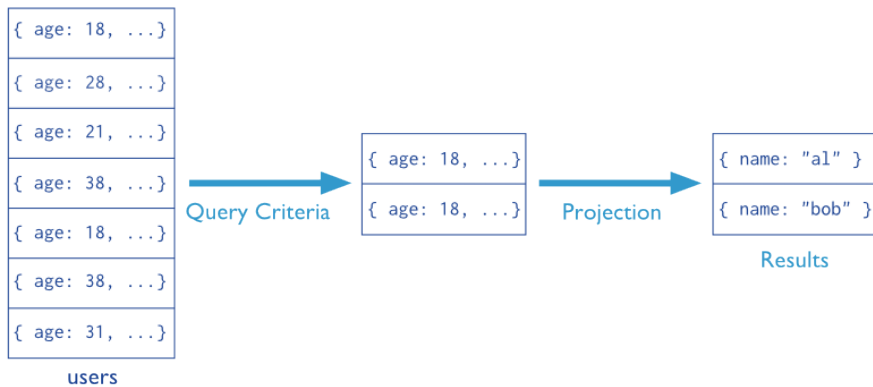 { age: 18, ...}
{ age: 28, ...}
{ age: 21, ...}
{ age: 38, ...}
{ age: 18, ...}
{ age: 38, ...}
{ age: 31, ...}
users
Query Criteria
{ age: 18, ...}
{ age: 18, ...}
Projection
{ name: "al" }
{ name: "bob" }
Results